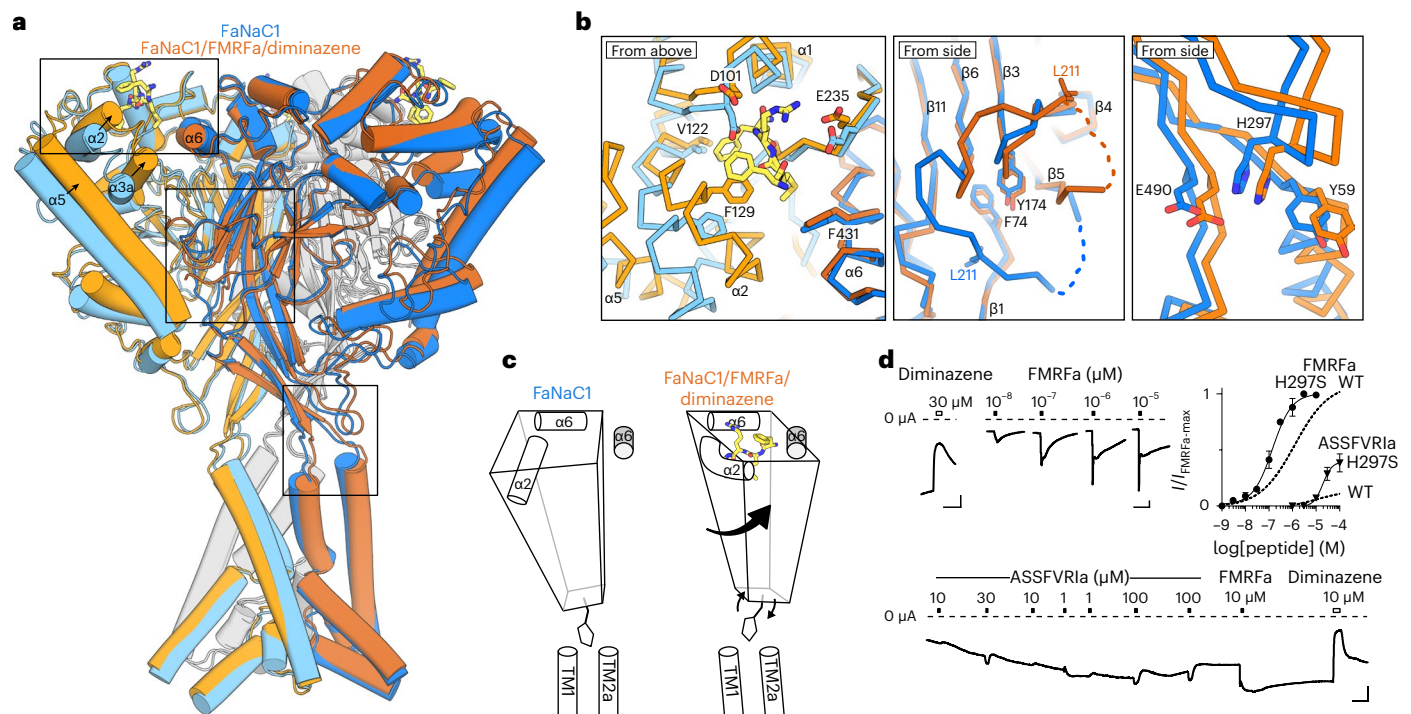 a
FaNaC1
FaNaC1/FMRFa/diminazene
α2
α6
α3a
α5
b
From above
α1
D101
E235
V122
F129
F431
α6
α2
α5
From side
β6
β3
L211
β11
β4
β5
Y174
F74
L211
β1
From side
H297
E490
Y59
c
FaNaC1
FaNaC1/FMRFa/
diminazene
α6
α6
α2
α6
α6
α2
TM1
TM2a
TM1
TM2a
d
Diminazene
FMRFa (µM)
30 µM
10⁻⁸
10⁻⁷
10⁻⁶
10⁻⁵
0 µA
FMRFa
H297S
WT
ASSFVRIa
H297S
WT
1
0
I/I FMRFa-max
–9
–8
–7
–6
–5
–4
log[peptide] (M)
ASSFVRIa (µM)
FMRFa
Diminazene
10
30
10
1
1
100
100
10 µM
10 µM
0 µA